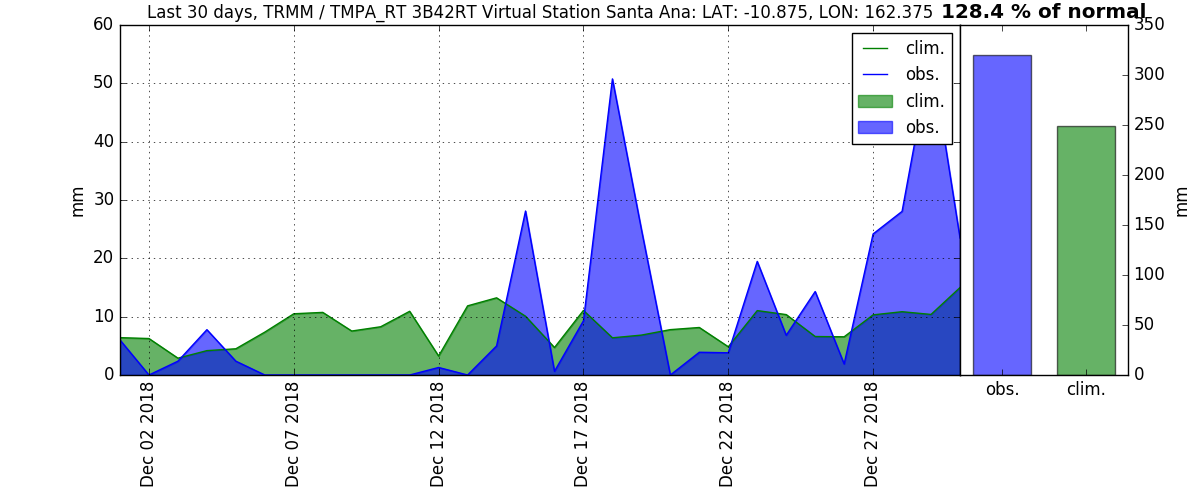 Last 30 days, TRMM / TMPA_RT 3B42RT Virtual Station Santa Ana: LAT: -10.875, LON: 162.375
128.4 % of normal
60
50
40
30
20
10
0
mm
clim.
obs.
clim.
obs.
Dec 02 2018
Dec 07 2018
Dec 12 2018
Dec 17 2018
Dec 22 2018
Dec 27 2018
350
300
250
200
150
100
50
0
mm
obs.
clim.